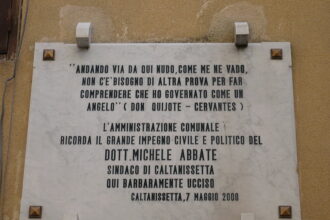 "ANDANDO VIA DA QUI NUDO, COME ME NE VADO,
NON C'E' BISOGNO DI ALTRA PROVA PER FAR
COMPRENDERE CHE HO GOVERNATO COME UN
ANGELO" ( DON QUIJOTE - CERVANTES )
L'AMMINISTRAZIONE COMUNALE
RICORDA IL GRANDE IMPEGNO CIVILE E POLITICO DEL
DOTT. MICHELE ABBATE
SINDACO DI CALTANISSETTA
QUI BARBARAMENTE UCCISO
CALTANISSETTA, 7 MAGGIO 2000